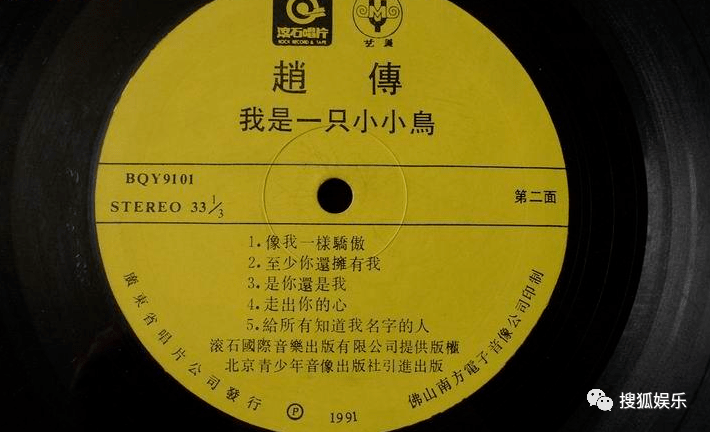 滚石唱片
ROCK RECORD & TAPE
艺通
趙傳
我是一只小小鳥
BQY9101
STEREO 33 1/3
第二面
1.像我一樣驕傲
2.至少你還擁有我
3.是你還是我
4.走出你的心
5.給所有知道我名字的人
滚石國際音樂出版有限公司提供版權
北京青少年音像出版社引進出版
廣東省唱片公司發行
Ⓟ 1991
佛山南方電子音像公司印制
搜狐娱乐